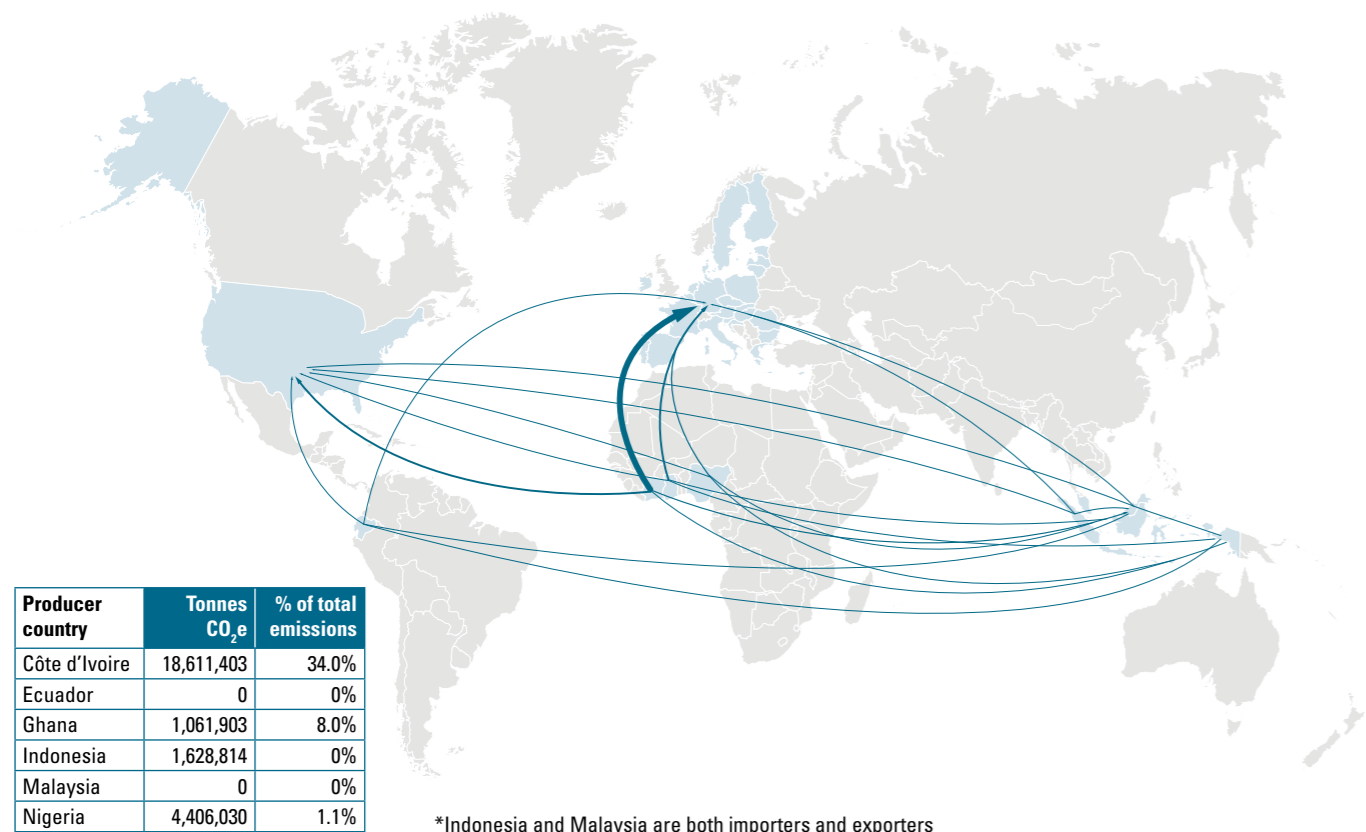 Producer country Tonnes CO₂e % of total emissions
Côte d'Ivoire 18,611,403 34.0%
Ecuador 0 0%
Ghana 1,061,903 8.0%
Indonesia 1,628,814 0%
Malaysia 0 0%
Nigeria 4,406,030 1.1%
*Indonesia and Malaysia are both importers and exporters